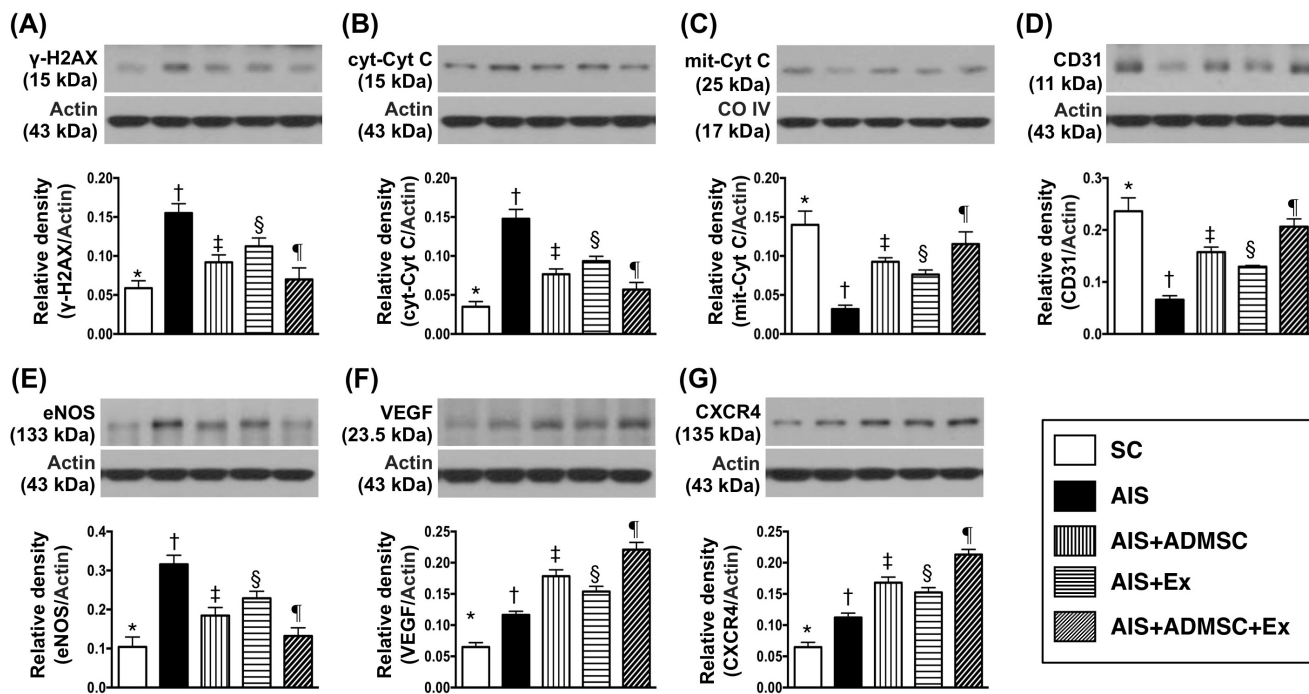 (A)
γ-H2AX
(15 kDa)
Actin
(43 kDa)
Relative density
(γ-H2AX/Actin)
0.20
0.15
0.10
0.05
0.00
*
†
‡
§
¶
(B)
cyt-Cyt C
(15 kDa)
Actin
(43 kDa)
Relative density
(cyt-Cyt C/Actin)
0.20
0.15
0.10
0.05
0.00
*
†
‡
§
¶
(C)
mit-Cyt C
(25 kDa)
CO IV
(17 kDa)
Relative density
(mit-Cyt C/Actin)
0.20
0.15
0.10
0.05
0.00
*
†
‡
§
¶
(D)
CD31
(11 kDa)
Actin
(43 kDa)
Relative density
(CD31/Actin)
0.3
0.2
0.1
0.0
*
†
‡
§
¶
(E)
eNOS
(133 kDa)
Actin
(43 kDa)
Relative density
(eNOS/Actin)
0.4
0.3
0.2
0.1
0.0
*
†
‡
§
¶
(F)
VEGF
(23.5 kDa)
Actin
(43 kDa)
Relative density
(VEGF/Actin)
0.25
0.20
0.15
0.10
0.05
0.00
*
†
‡
§
¶
(G)
CXCR4
(135 kDa)
Actin
(43 kDa)
Relative density
(CXCR4/Actin)
0.25
0.20
0.15
0.10
0.05
0.00
*
†
‡
§
¶
SC
AIS
AIS+ADMSC
AIS+Ex
AIS+ADMSC+Ex